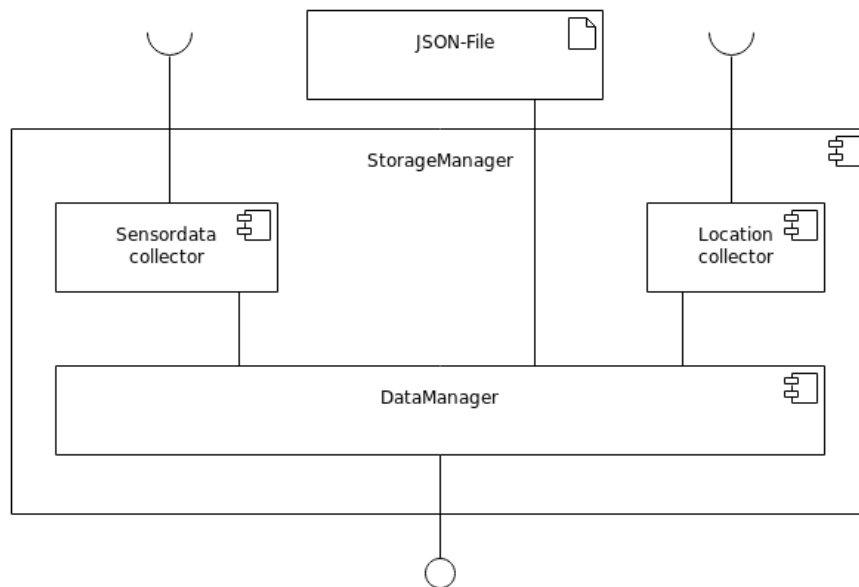 JSON-File
StorageManager
Sensordata
collector
Location
collector
DataManager